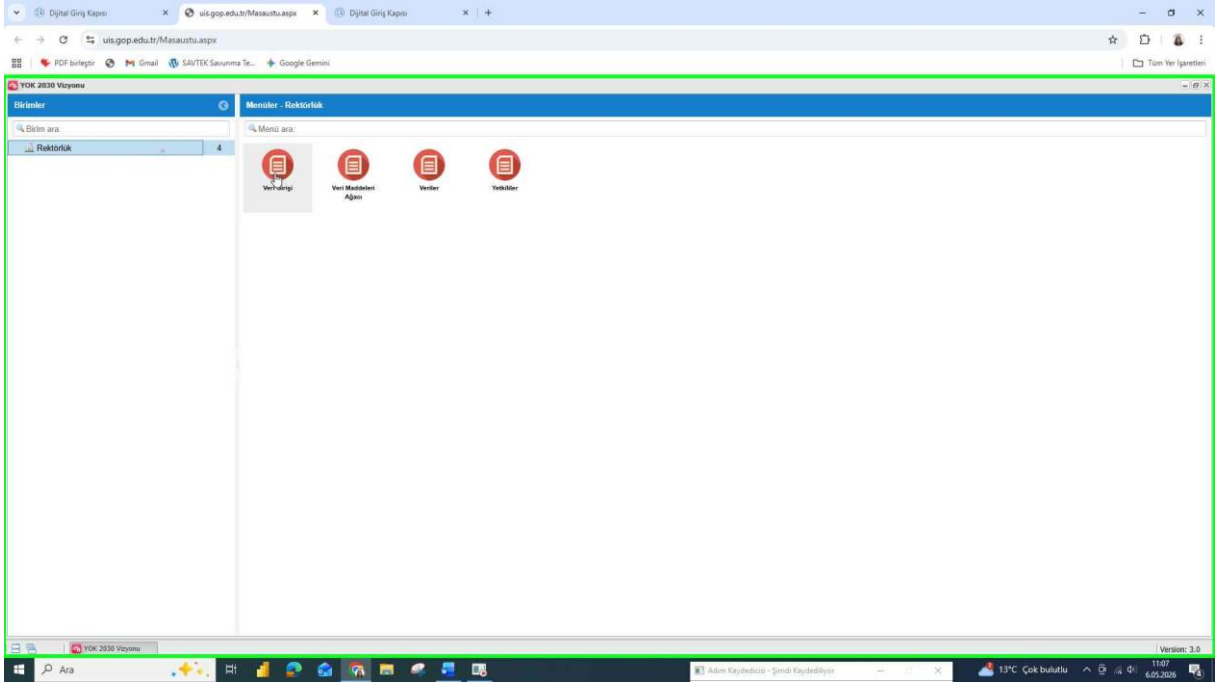 Dijital Giriş Kapısı
uis.gop.edu.tr/Masaustu.aspx
Dijital Giriş Kapısı
uis.gop.edu.tr/Masaustu.aspx
PDF birleştir
Gmail
SAVTEK Savunma Te...
Google Gemini
Tüm Yer İşaretleri
YÖK 2030 Vizyonu
Birimler
Menüler - Rektörlük
Birim ara:
Menü ara:
Rektörlük
4
Veri Girişi
Veri Maddeleri
Ağacı
Veriler
Yetkililer
YÖK 2030 Vizyonu
Version: 3.0
Ara
Adım Kaydedicisi - Şimdi Kaydediliyor
13°C Çok bulutlu
11:07
6.05.2026